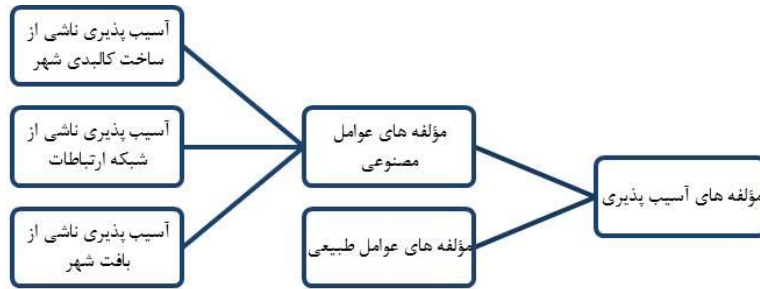 مؤلفه های آسیب پذیری
مؤلفه های عوامل
مصنوعی
مؤلفه های عوامل طبیعی
آسیب پذیری ناشی از
ساخت کالبدی شهر
آسیب پذیری ناشی از
شبکه ارتباطات
آسیب پذیری ناشی از
بافت شهر